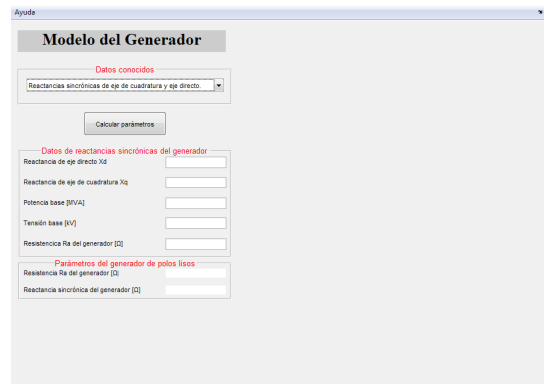 Ayuda
Modelo del Generador
Datos conocidos
Reactancias sincrónicas de eje de cuadratura y eje directo.
Calcular parámetros
Datos de reactancias sincrónicas del generador
Reactancia de eje directo Xd
Reactancia de eje de cuadratura Xq
Potencia base [MVA]
Tensión base [kV]
Resistencica Ra del generador [Ω]
Parámetros del generador de polos lisos
Resistencia Ra del generador [Ω]
Reactancia sincrónica del generador [Ω]